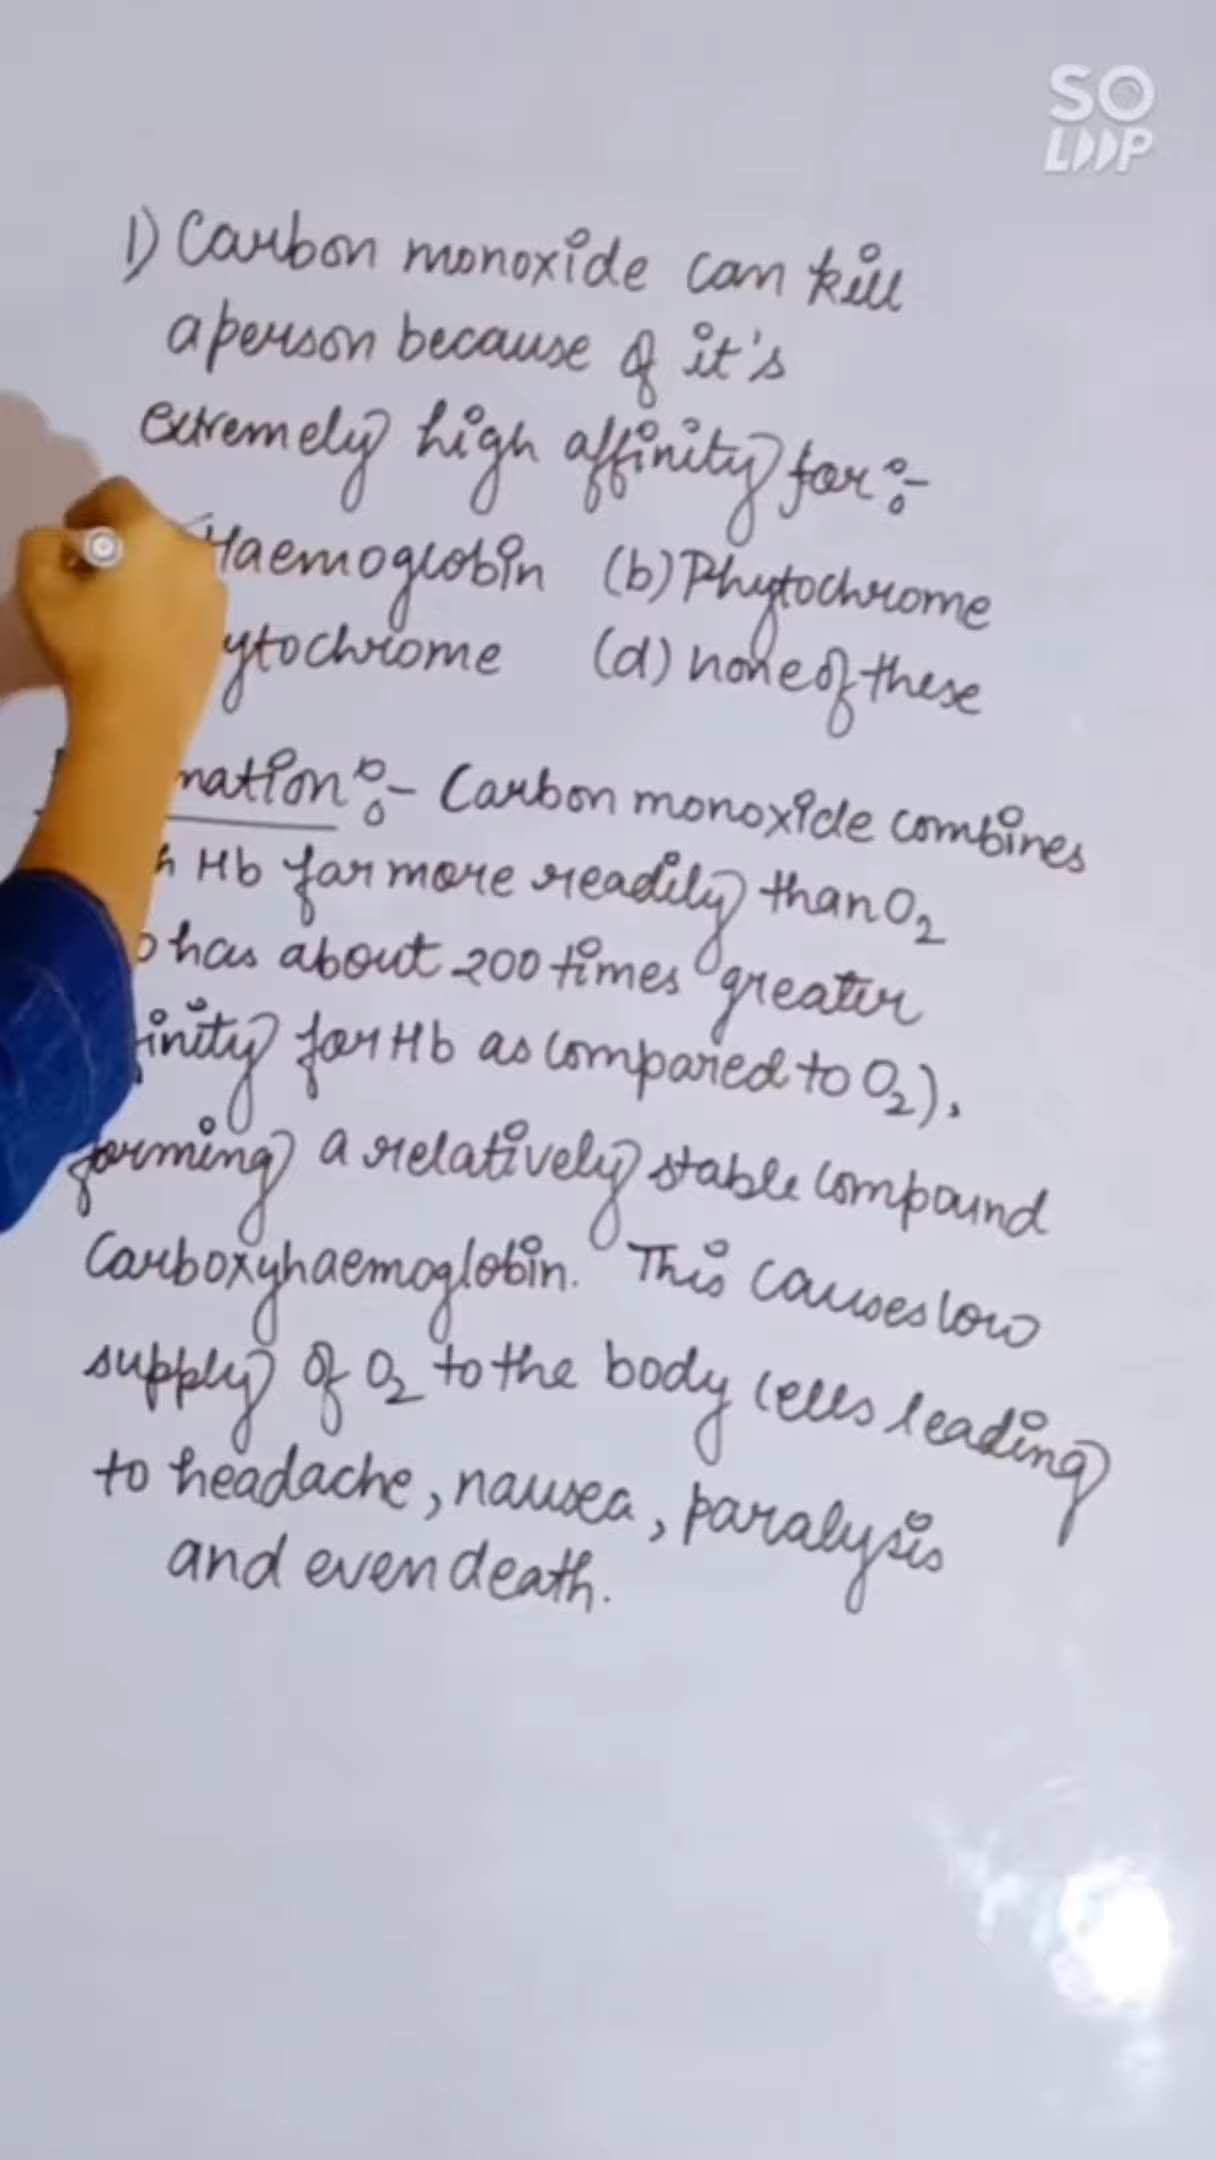 SO
LOOP
1) Carbon monoxide can kill
a person because of it's
extremely high affinity for :-
Haemoglobin (b) Phytochrome
ytochrome (d) none of these
nation :- Carbon monoxide combines
h Hb far more readily than O2
o has about 200 times greater
finity for Hb as compared to O2),
forming a relatively stable compound
Carboxyhaemoglobin. This causes low
supply of O2 to the body cells leading
to headache, nausea, paralysis
and even death.